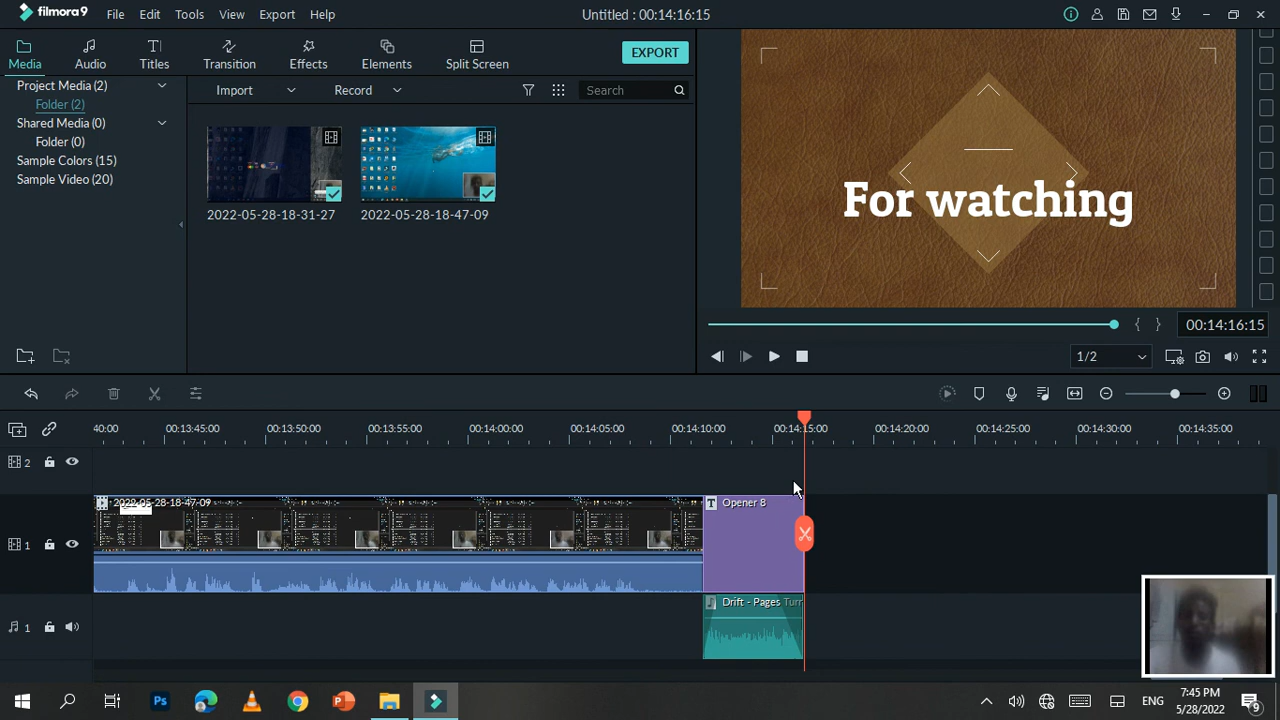 filmora9
File
Edit
Tools
View
Export
Help
Untitled : 00:14:16:15
Media
Audio
Titles
Transition
Effects
Elements
Split Screen
EXPORT
Project Media (2)
Folder (2)
Shared Media (0)
Folder (0)
Sample Colors (15)
Sample Video (20)
Import
Record
Search
2022-05-28-18-31-27
2022-05-28-18-47-09
For watching
00:14:16:15
1/2
40:00
00:13:45:00
00:13:50:00
00:13:55:00
00:14:00:00
00:14:05:00
00:14:10:00
00:14:15:00
00:14:20:00
00:14:25:00
00:14:30:00
00:14:35:00
2
2022-05-28-18-47-09
T Opener 8
1
Drift - Pages Turn
1
Ps
ENG
7:45 PM
5/28/2022
9